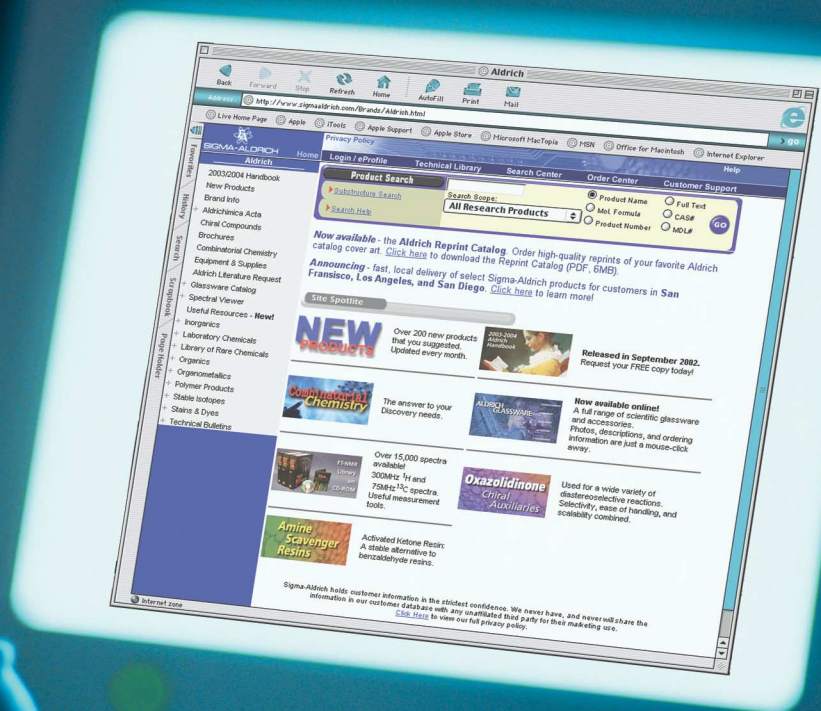 Aldrich
Back
Forward
Stop
Refresh
Home
AutoFill
Print
Mail
Address http://www.sigmaaldrich.com/Brands/Aldrich.html
go
Live Home Page
Apple
iTools
Apple Support
Apple Store
Microsoft MacTopia
MSN
Office for Macintosh
Internet Explorer
Favorites
History
Search
Scrapbook
Page Holder
SIGMA-ALDRICH
Privacy Policy
Help
Home
Login / eProfile
Technical Library
Search Center
Order Center
Customer Support
Aldrich
2003/2004 Handbook
New Products
Brand Info
+ Aldrichimica Acta
Chiral Compounds
Brochures
Combinatorial Chemistry
Equipment & Supplies
Aldrich Literature Request
+ Glassware Catalog
+ Spectral Viewer
Useful Resources - New!
+ Inorganics
+ Laboratory Chemicals
+ Library of Rare Chemicals
+ Organics
+ Organometallics
+ Polymer Products
+ Stable Isotopes
+ Stains & Dyes
+ Technical Bulletins
Product Search
Substructure Search
Search Help
Search Scope:
All Research Products
Product Name
Mol. Formula
Product Number
Full Text
CAS#
MDL#
GO
Now available - the Aldrich Reprint Catalog. Order high-quality reprints of your favorite Aldrich
catalog cover art. Click here to download the Reprint Catalog (PDF, 6MB).
Announcing - fast, local delivery of select Sigma-Aldrich products for customers in San
Fransisco, Los Angeles, and San Diego. Click here to learn more!
Site Spotlite
NEW
PRODUCTS
Over 200 new products
that you suggested.
Updated every month.
2003-2004
Aldrich
Handbook
Released in September 2002.
Request your FREE copy today!
Combinatorial
Chemistry
The answer to your
Discovery needs.
ALDRICH
GLASSWARE
Now available online!
A full range of scientific glassware
and accessories.
Photos, descriptions, and ordering
information are just a mouse-click
away.
FT-NMR
Library
on
CD-ROM
Over 15,000 spectra
available!
300MHz 1H and
75MHz13C spectra.
Useful measurement
tools.
Oxazolidinone
Chiral
Auxiliaries
Used for a wide variety of
diastereoselective reactions.
Selectivity, ease of handling, and
scalability combined.
Amine
Scavenger
Resins
Activated Ketone Resin:
A stable alternative to
benzaldehyde resins.
Sigma-Aldrich holds customer information in the strictest confidence. We never have, and never will share the
information in our customer database with any unaffiliated third party for their marketing use.
Click Here to view our full privacy policy.
Internet zone